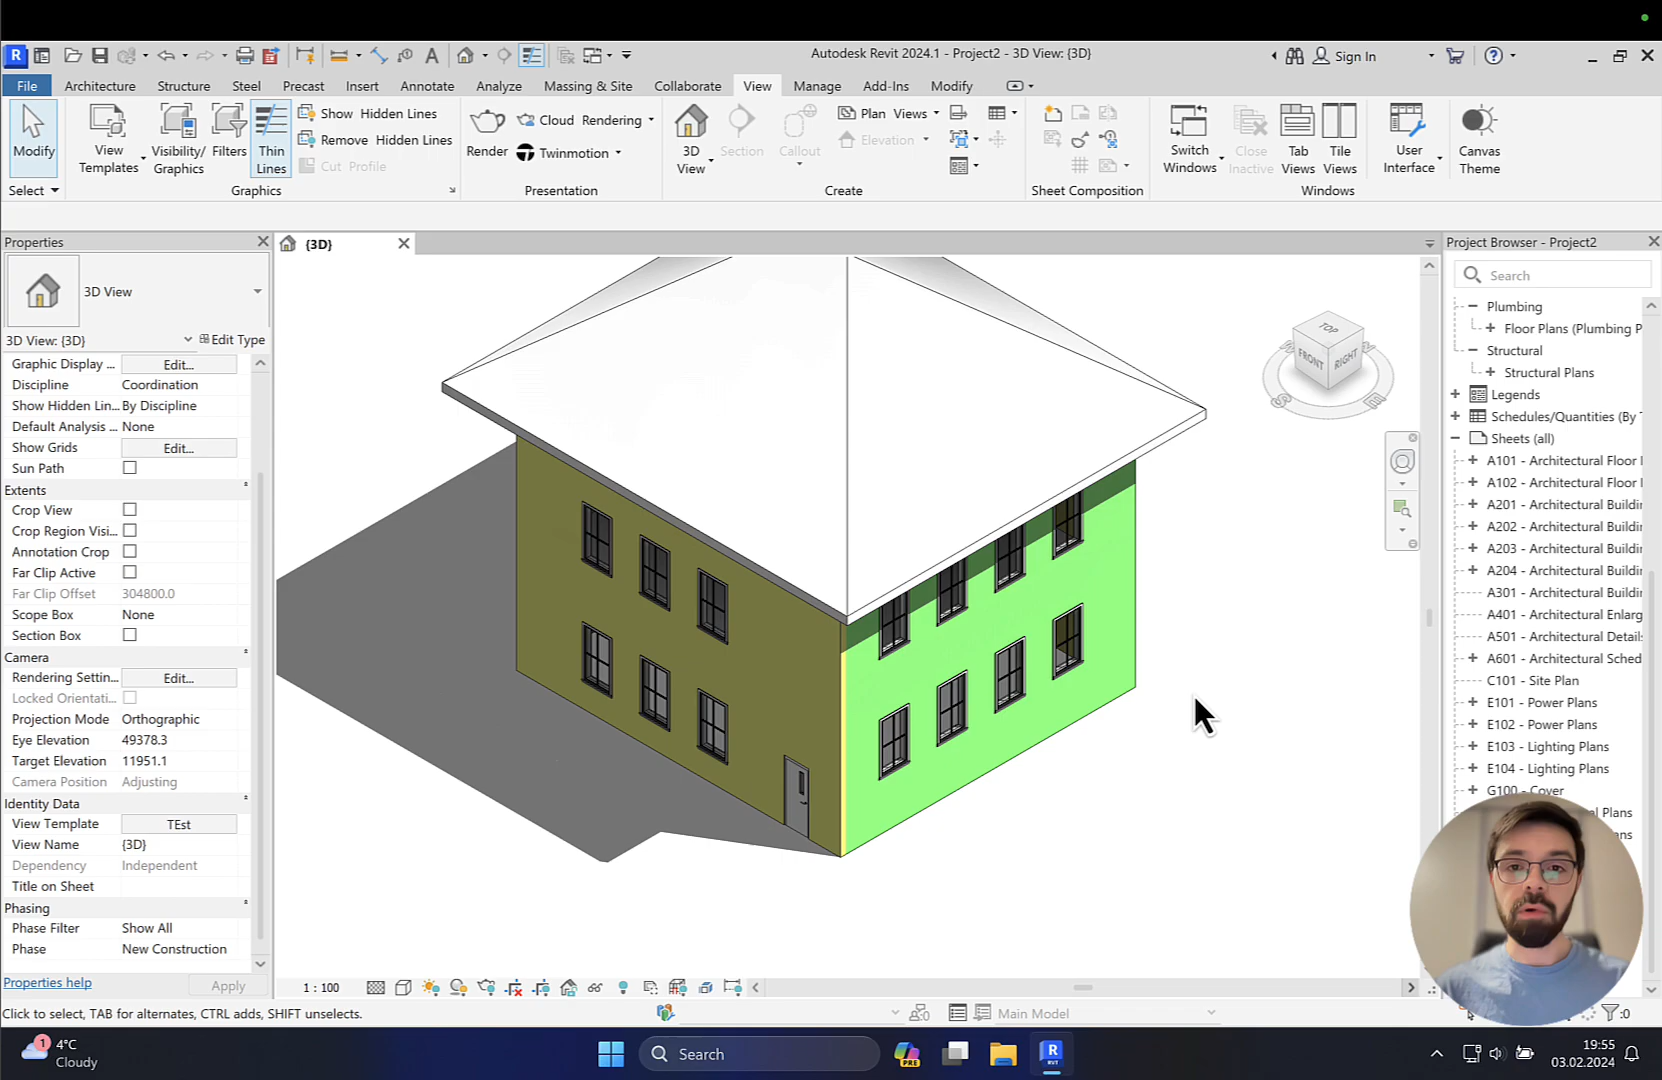 Autodesk Revit 2024.1 - Project2 - 3D View: {3D}
Sign In
File
Architecture
Structure
Steel
Precast
Insert
Annotate
Analyze
Massing & Site
Collaborate
View
Manage
Add-Ins
Modify
Modify
View Templates
Visibility/ Graphics
Filters
Thin Lines
Show Hidden Lines
Remove Hidden Lines
Cut Profile
Render
Cloud Rendering
Twinmotion
3D View
Section
Callout
Plan Views
Elevation
Switch Windows
Close Inactive
Tab Views
Tile Views
User Interface
Canvas Theme
Select
Graphics
Presentation
Create
Sheet Composition
Windows
Properties
3D View
3D View: {3D}
Edit Type
Graphic Display ... Edit...
Discipline Coordination
Show Hidden Lin... By Discipline
Default Analysis ... None
Show Grids Edit...
Sun Path
Extents
Crop View
Crop Region Visi...
Annotation Crop
Far Clip Active
Far Clip Offset 304800.0
Scope Box None
Section Box
Camera
Rendering Settin... Edit...
Locked Orientati...
Projection Mode Orthographic
Eye Elevation 49378.3
Target Elevation 11951.1
Camera Position Adjusting
Identity Data
View Template TEst
View Name {3D}
Dependency Independent
Title on Sheet
Phasing
Phase Filter Show All
Phase New Construction
Properties help
Apply
{3D}
TOP
FRONT
RIGHT
S
E
1 : 100
Project Browser - Project2
Search
Plumbing
Floor Plans (Plumbing P
Structural
Structural Plans
Legends
Schedules/Quantities (By T
Sheets (all)
A101 - Architectural Floor
A102 - Architectural Floor
A201 - Architectural Buildin
A202 - Architectural Buildin
A203 - Architectural Buildin
A204 - Architectural Buildin
A301 - Architectural Buildin
A401 - Architectural Enlarg
A501 - Architectural Details
A601 - Architectural Sched
C101 - Site Plan
E101 - Power Plans
E102 - Power Plans
E103 - Lighting Plans
E104 - Lighting Plans
G100 - Cover
Plans
Click to select, TAB for alternates, CTRL adds, SHIFT unselects.
Main Model
:0
1
4°C
Cloudy
Search
PRE
R
RVT
19:55
03.02.2024